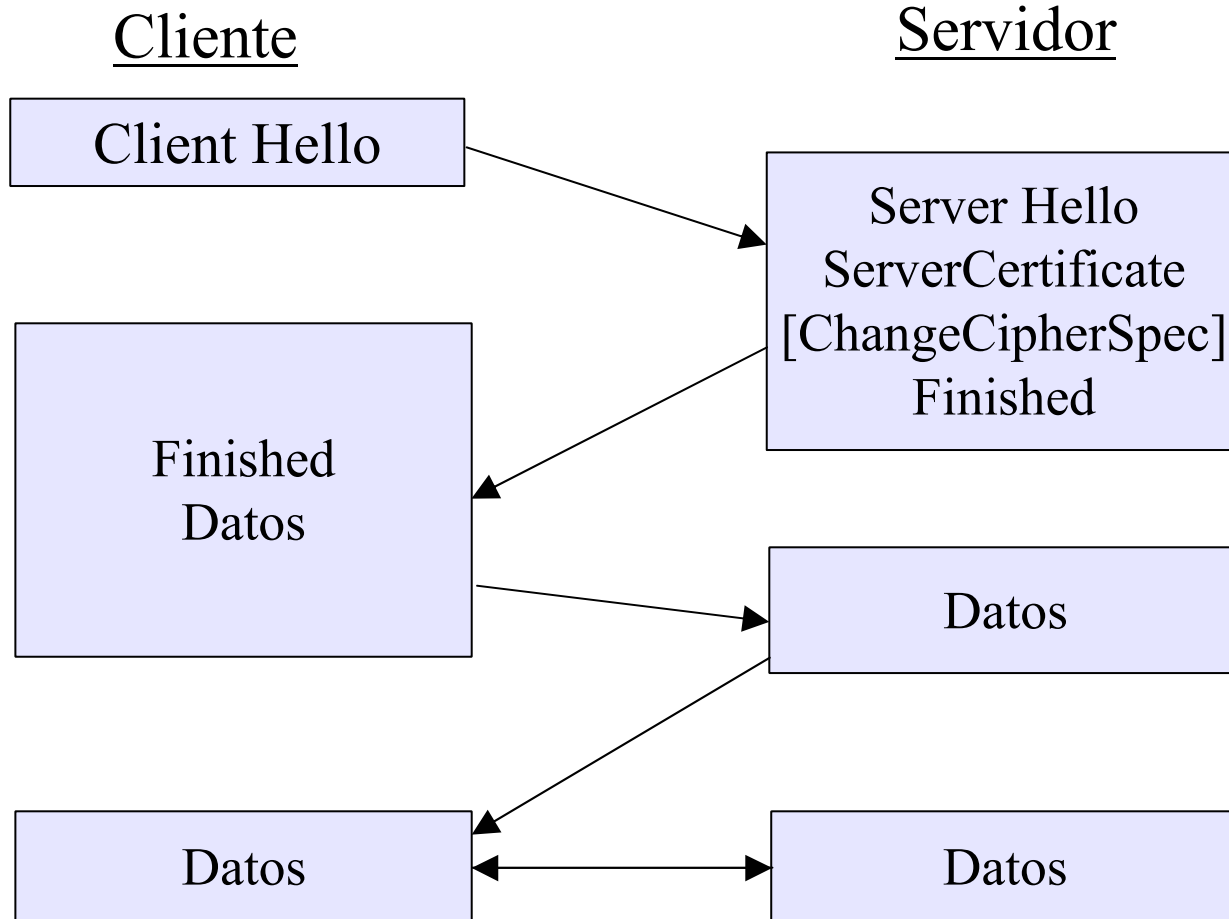 Cliente
Servidor
Client Hello
Server Hello
ServerCertificate
[ChangeCipherSpec]
Finished
Finished
Datos
Datos
Datos
Datos